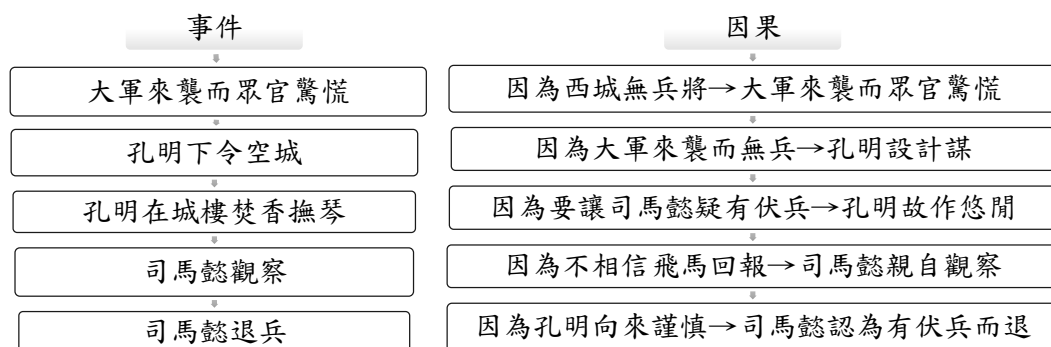 事件
大軍來襲而眾官驚慌
孔明下令空城
孔明在城樓焚香撫琴
司馬懿觀察
司馬懿退兵
因果
因為西城無兵將→大軍來襲而眾官驚慌
因為大軍來襲而無兵→孔明設計謀
因為要讓司馬懿疑有伏兵→孔明故作悠閒
因為不相信飛馬回報→司馬懿親自觀察
因為孔明向來謹慎→司馬懿認為有伏兵而退